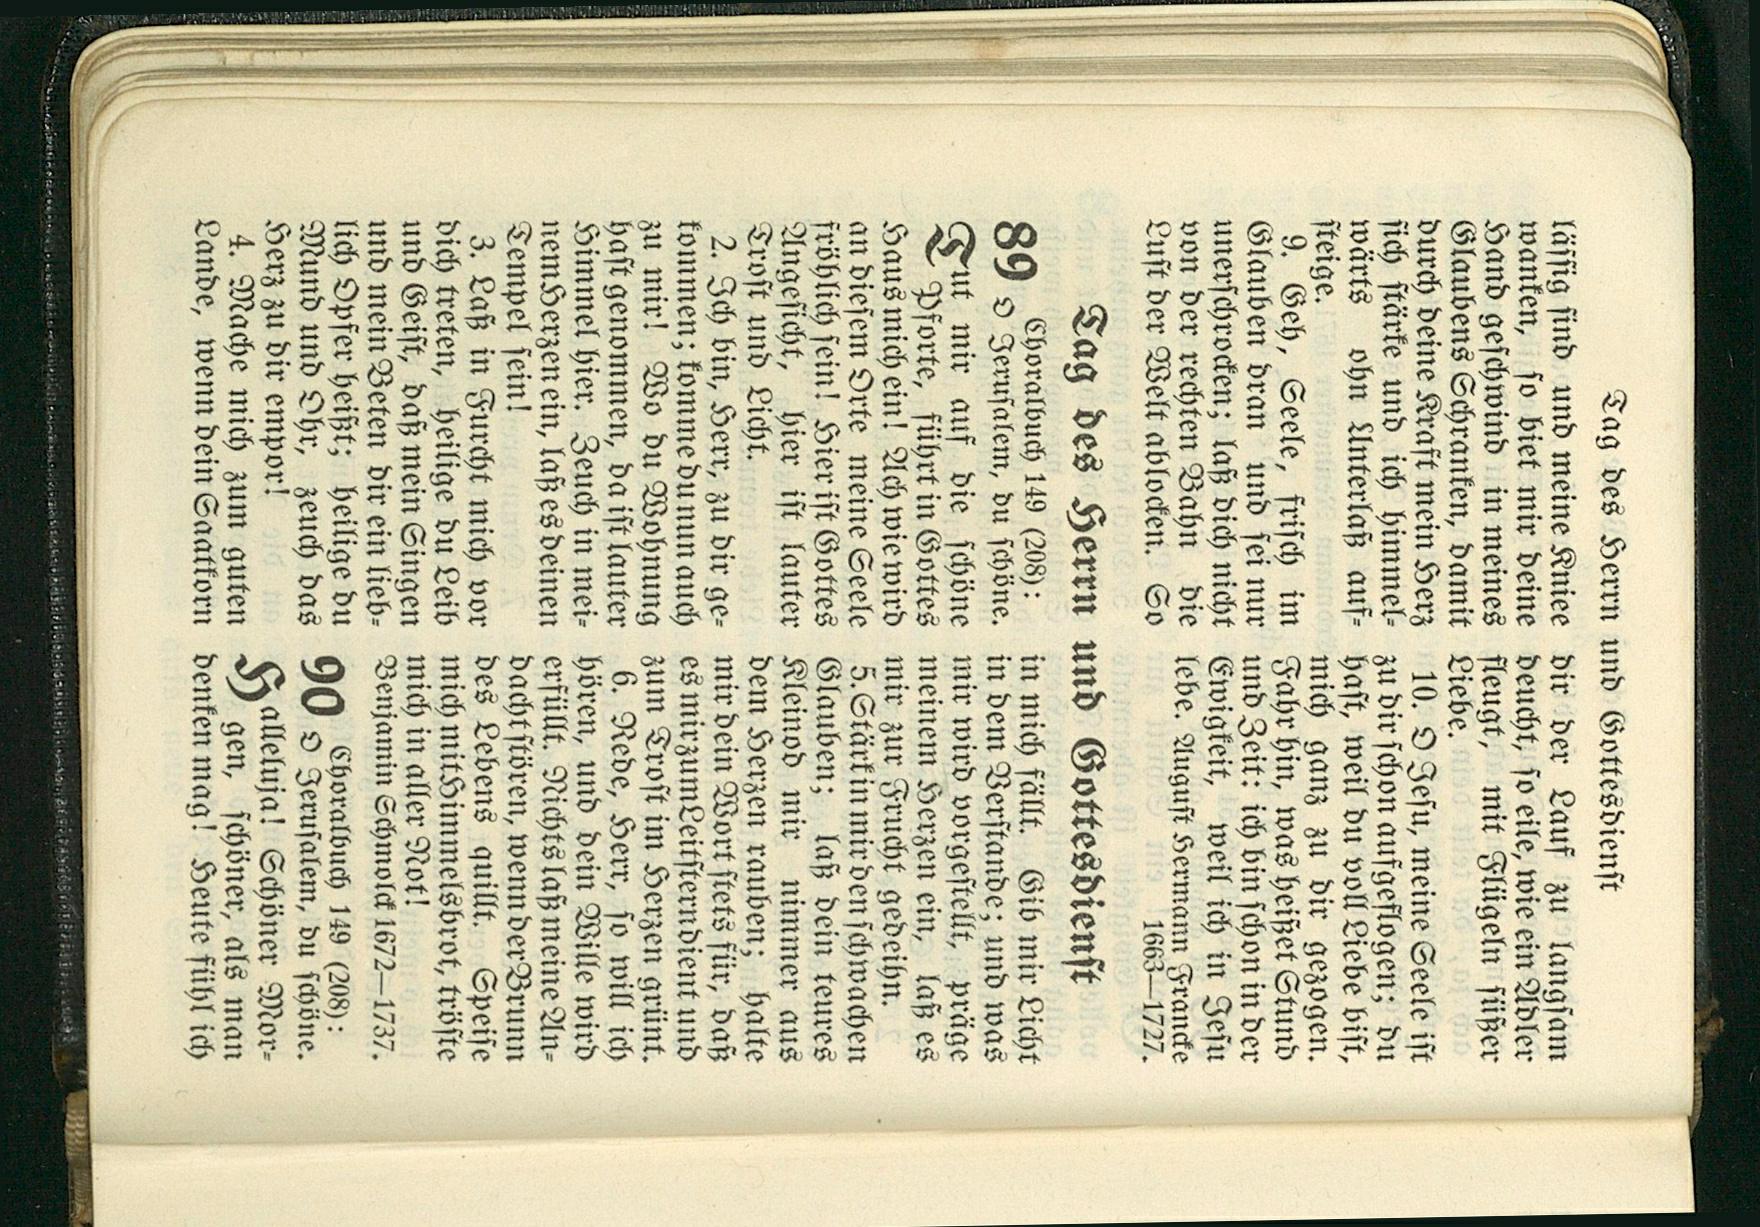 Tag des Herrn und Gottesdienst
lässig sind und meine Kniee
wanken, so biet mir deine
Hand geschwind in meines
Glaubens Schranken, damit
durch deine Kraft mein Herz
sich stärke und ich himmel-
wärts ohn Unterlaß auf-
steige.
9. Geh, Seele, frisch im
Glauben dran und sei nur
unerschrocken; laß dich nicht
von der rechten Bahn die
Lust der Welt ablocken. So
dir der Lauf zu langsam
deucht, so eile, wie ein Adler
fleugt, mit Flügeln süßer
Liebe.
10. O Jesu, meine Seele ist
zu dir schon aufgeflogen; du
hast, weil du voll Liebe bist,
mich ganz zu dir gezogen.
Fahr hin, was heißet Stund
und Zeit: ich bin schon in der
Ewigkeit, weil ich in Jesu
lebe. August Hermann Francke
1663—1727.
Tag des Herrn und Gottesdienst
89 Choralbuch 149 (208):
O Jerusalem, du schöne.
Tut mir auf die schöne
Pforte, führt in Gottes
Haus mich ein! Ach wie wird
an diesem Orte meine Seele
fröhlich sein! Hier ist Gottes
Angesicht, hier ist lauter
Trost und Licht.
2. Ich bin, Herr, zu dir ge-
kommen; komme du nun auch
zu mir! Wo du Wohnung
hast genommen, da ist lauter
Himmel hier. Zeuch in mei-
nem Herzen ein, laß es deinen
Tempel sein!
3. Laß in Furcht mich vor
dich treten, heilige du Leib
und Geist, daß mein Singen
und mein Beten dir ein lieb-
lich Opfer heißt; heilige du
Mund und Ohr, zeuch das
Herz zu dir empor!
4. Mache mich zum guten
Lande, wenn dein Saatkorn
in mich fällt. Gib mir Licht
in dem Verstande; und was
mir wird vorgestellt, präge
meinem Herzen ein, laß es
mir zur Frucht gedeihn.
5. Stärk in mir den schwachen
Glauben; laß dein teures
Kleinod mir nimmer aus
dem Herzen rauben; halte
mir dein Wort stets für, daß
es mir zum Leitstern dient und
zum Trost im Herzen grünt.
6. Rede, Herr, so will ich
hören, und dein Wille wird
erfüllt. Nichts laß meine An-
dacht stören, wenn der Brunn
des Lebens quillt. Speise
mich mit Himmelsbrot, tröste
mich in aller Not!
Benjamin Schmolck 1672—1737.
90 Choralbuch 149 (208):
O Jerusalem, du schöne.
Halleluja! Schöner Mor-
gen, schöner, als man
denken mag! Heute fühl ich